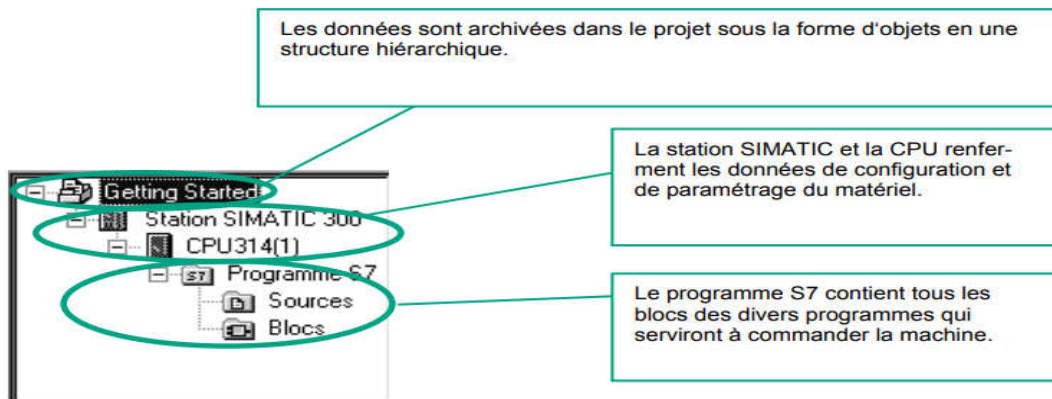 Les données sont archivées dans le projet sous la forme d'objets en une
structure hiérarchique.
La station SIMATIC et la CPU renfer-
ment les données de configuration et
de paramétrage du matériel.
Getting Started
Station SIMATIC 300
CPU314(1)
Programme S7
Sources
Blocs
Le programme S7 contient tous les
blocs des divers programmes qui
serviront à commander la machine.